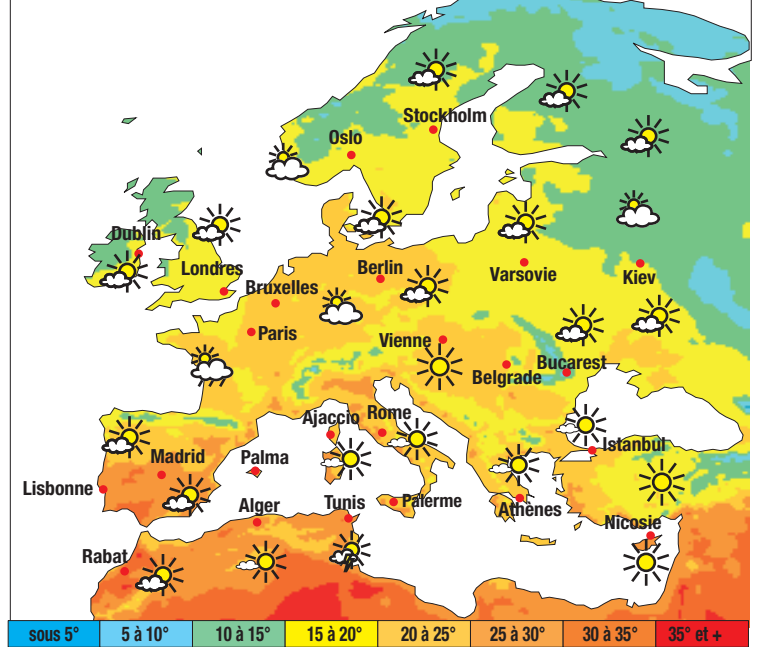 Stockholm
Oslo
Dublin
Londres
Bruxelles
Berlin
Varsovie
Kiev
Paris
Vienne
Belgrade
Bucarest
Ajaccio
Rome
Istanbul
Madrid
Palma
Lisbonne
Alger
Tunis
Palerme
Athènes
Nicosie
Rabat
sous 5° 5 à 10° 10 à 15° 15 à 20° 20 à 25° 25 à 30° 30 à 35° 35° et +